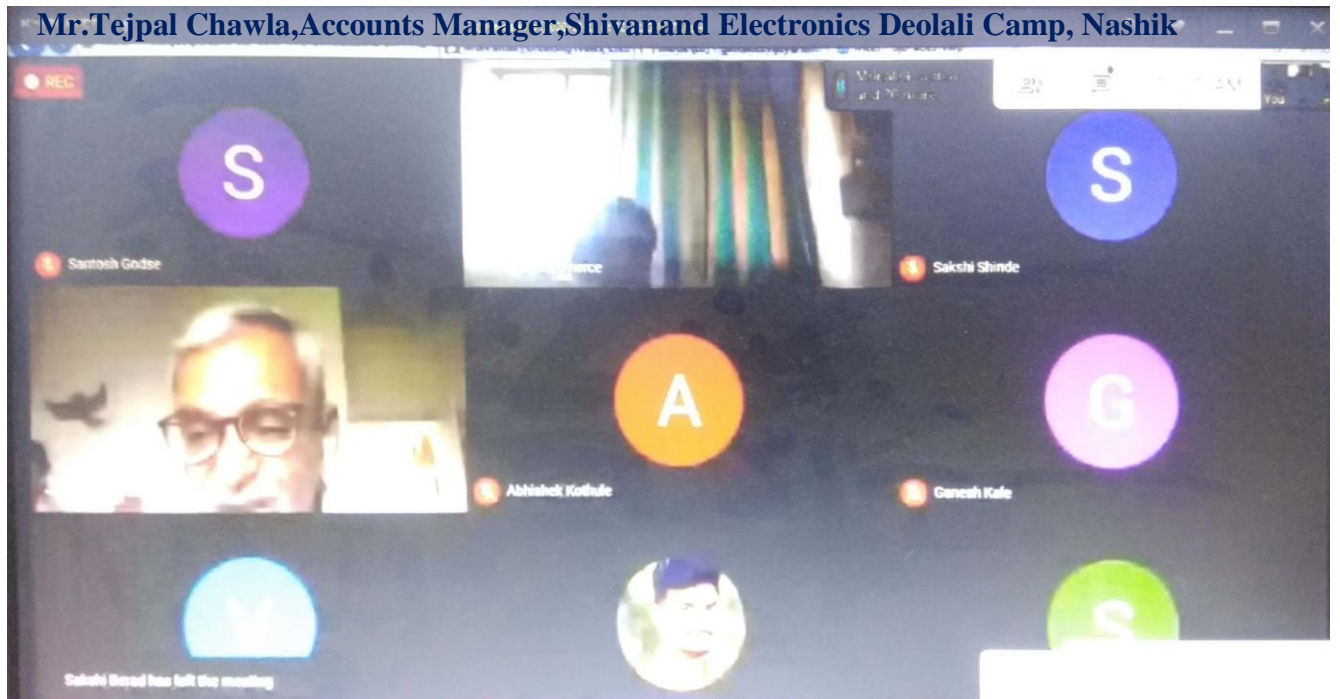 Mr.Tejpal Chawla,Accounts Manager,Shivanand Electronics Deolali Camp, Nashik
REC
You
S
S
Santosh Godse
Sakshi Shinde
A
G
Abhishek Kothule
Ganesh Kale
S
Sakshi Berad has left the meeting